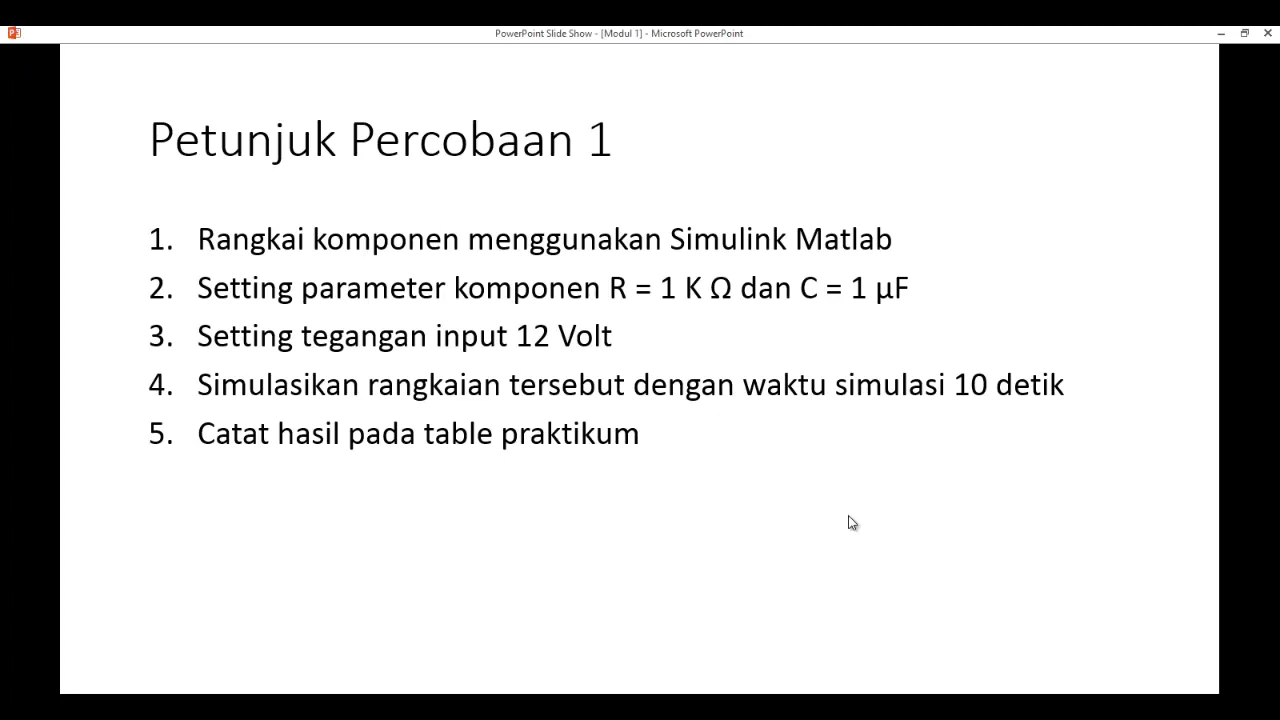 PowerPoint Slide Show - [Modul 1] - Microsoft PowerPoint
Petunjuk Percobaan 1
1. Rangkai komponen menggunakan Simulink Matlab
2. Setting parameter komponen R = 1 K Ω dan C = 1 µF
3. Setting tegangan input 12 Volt
4. Simulasikan rangkaian tersebut dengan waktu simulasi 10 detik
5. Catat hasil pada table praktikum